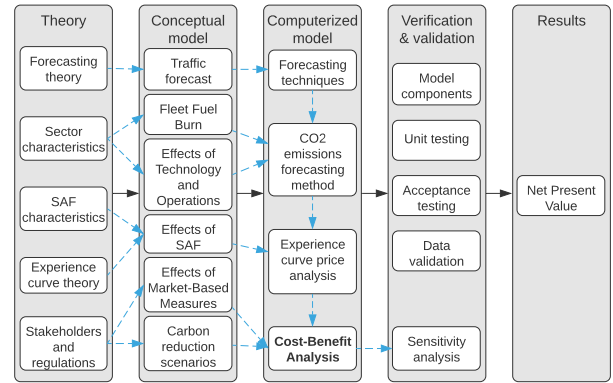 Theory
Forecasting
theory
Sector
characteristics
SAF
characteristics
Experience
curve theory
Stakeholders
and
regulations
Conceptual
model
Traffic
forecast
Fleet Fuel
Burn
Effects of
Technology
and
Operations
Effects of
SAF
Effects of
Market-Based
Measures
Carbon
reduction
scenarios
Computerized
model
Forecasting
techniques
CO2
emissions
forecasting
method
Experience
curve price
analysis
Cost-Benefit
Analysis
Verification
& validation
Model
components
Unit testing
Acceptance
testing
Data
validation
Sensitivity
analysis
Results
Net Present
Value